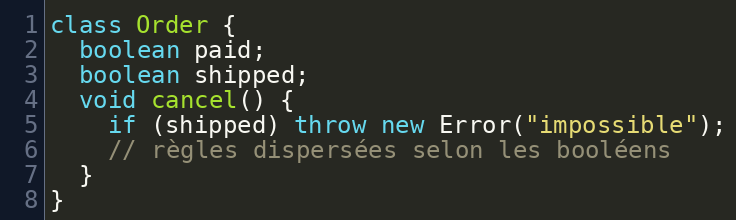 1 class Order {
2   boolean paid;
3   boolean shipped;
4   void cancel() {
5     if (shipped) throw new Error("impossible");
6     // règles dispersées selon les booléens
7   }
8 }